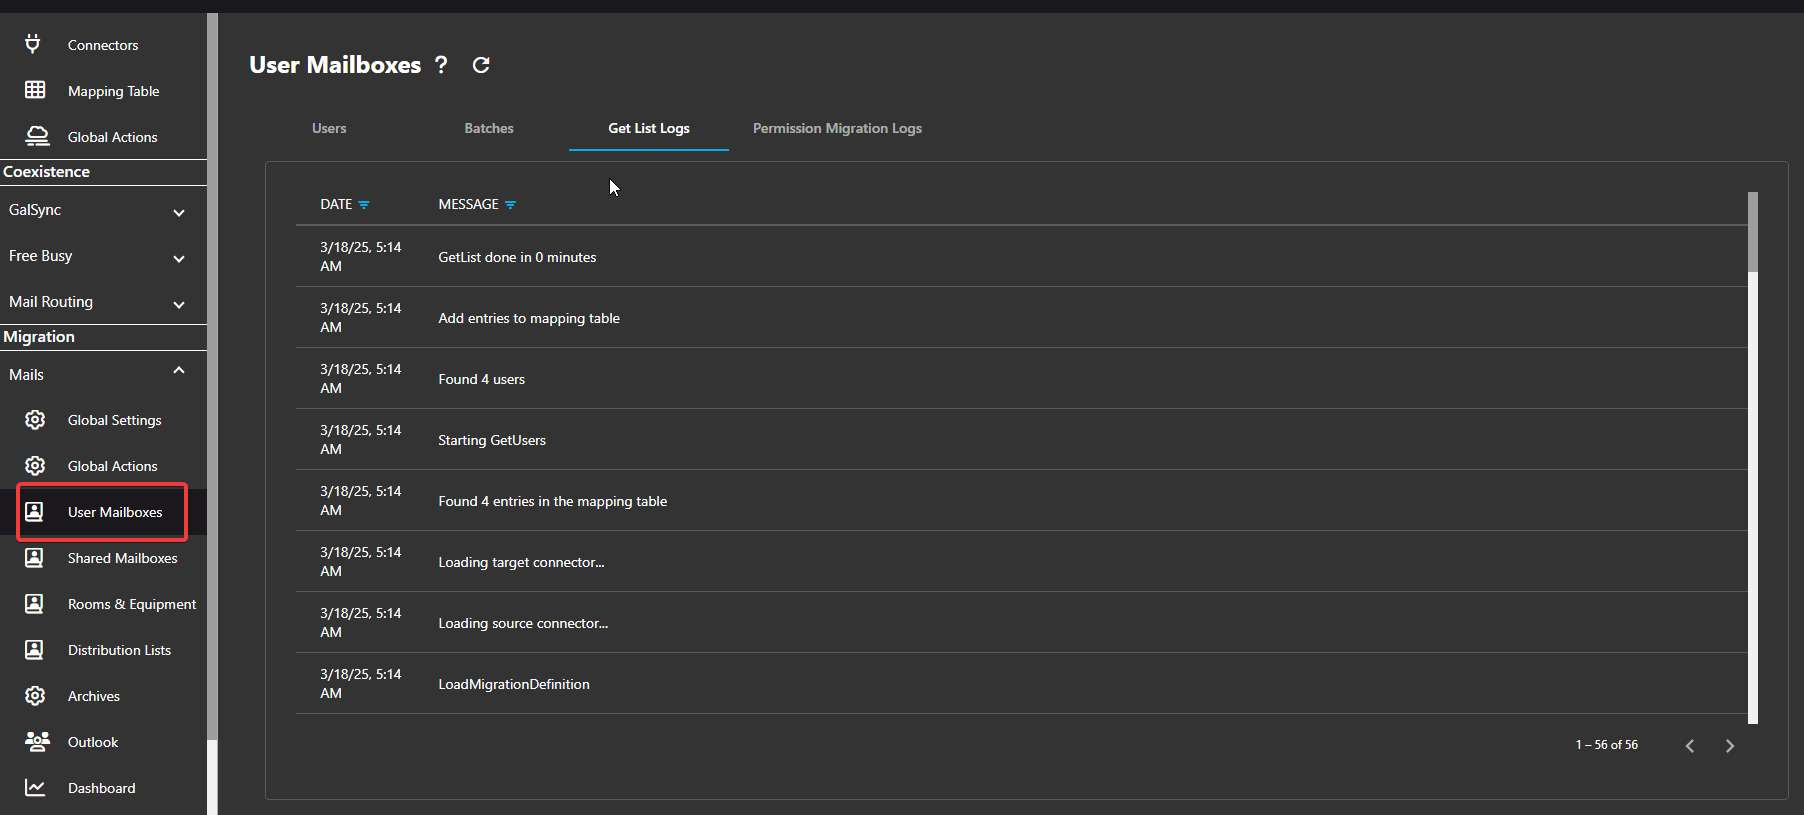 Connectors
Mapping Table
Global Actions
Coexistence
GalSync
Free Busy
Mail Routing
Migration
Mails
Global Settings
Global Actions
User Mailboxes
Shared Mailboxes
Rooms & Equipment
Distribution Lists
Archives
Outlook
Dashboard
User Mailboxes ?
Users Batches Get List Logs Permission Migration Logs
DATE MESSAGE
3/18/25, 5:14
AM
GetList done in 0 minutes
3/18/25, 5:14
AM
Add entries to mapping table
3/18/25, 5:14
AM
Found 4 users
3/18/25, 5:14
AM
Starting GetUsers
3/18/25, 5:14
AM
Found 4 entries in the mapping table
3/18/25, 5:14
AM
Loading target connector...
3/18/25, 5:14
AM
Loading source connector...
3/18/25, 5:14
AM
LoadMigrationDefinition
1 – 56 of 56